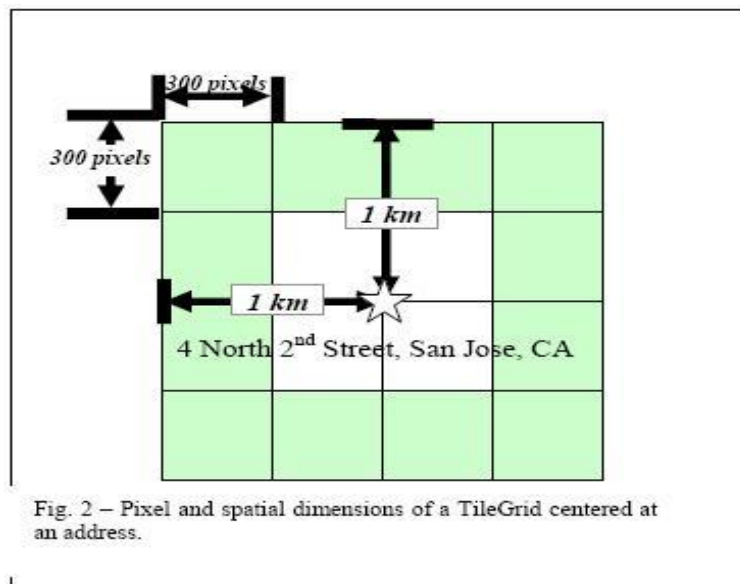 300 pixels
300 pixels
1 km
1 km
4 North 2nd Street, San Jose, CA
Fig. 2 – Pixel and spatial dimensions of a TileGrid centered at
an address.